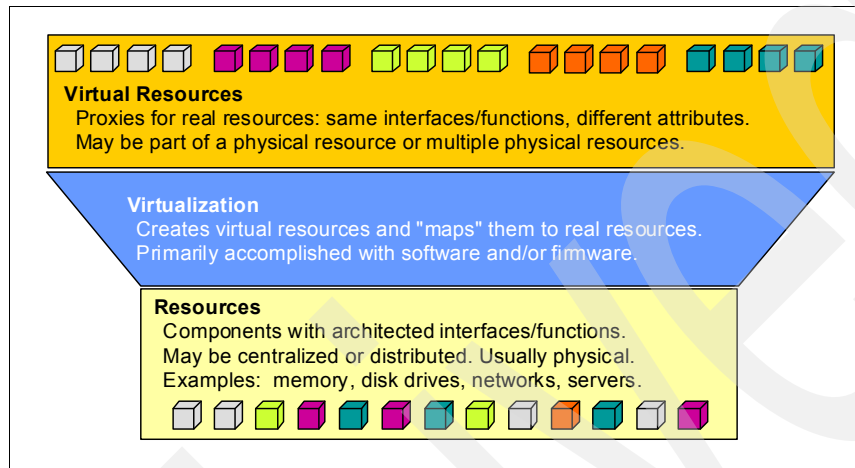 Virtual Resources
Proxies for real resources: same interfaces/functions, different attributes.
May be part of a physical resource or multiple physical resources.
Virtualization
Creates virtual resources and "maps" them to real resources.
Primarily accomplished with software and/or firmware.
Resources
Components with architected interfaces/functions.
May be centralized or distributed. Usually physical.
Examples: memory, disk drives, networks, servers.